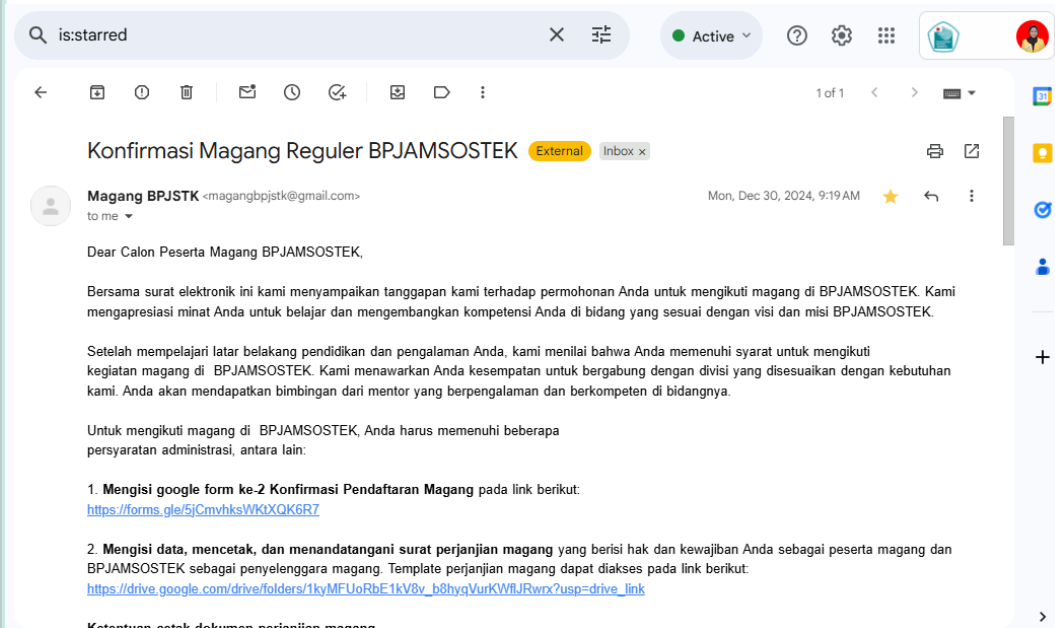 is:starred
Active
1 of 1
Konfirmasi Magang Reguler BPJAMSOSTEK External Inbox x
Magang BPJSTK <magangbpjstk@gmail.com>
Mon, Dec 30, 2024, 9:19 AM
to me
31
Dear Calon Peserta Magang BPJAMSOSTEK,
Bersama surat elektronik ini kami menyampaikan tanggapan kami terhadap permohonan Anda untuk mengikuti magang di BPJAMSOSTEK. Kami
mengapresiasi minat Anda untuk belajar dan mengembangkan kompetensi Anda di bidang yang sesuai dengan visi dan misi BPJAMSOSTEK.
Setelah mempelajari latar belakang pendidikan dan pengalaman Anda, kami menilai bahwa Anda memenuhi syarat untuk mengikuti
kegiatan magang di  BPJAMSOSTEK. Kami menawarkan Anda kesempatan untuk bergabung dengan divisi yang disesuaikan dengan kebutuhan
kami. Anda akan mendapatkan bimbingan dari mentor yang berpengalaman dan berkompeten di bidangnya.
Untuk mengikuti magang di  BPJAMSOSTEK, Anda harus memenuhi beberapa
persyaratan administrasi, antara lain:
1. Mengisi google form ke-2 Konfirmasi Pendaftaran Magang pada link berikut:
https://forms.gle/5jCmvhksWKtXQK6R7
2. Mengisi data, mencetak, dan menandatangani surat perjanjian magang yang berisi hak dan kewajiban Anda sebagai peserta magang dan
BPJAMSOSTEK sebagai penyelenggara magang. Template perjanjian magang dapat diakses pada link berikut:
https://drive.google.com/drive/folders/1kyMFUoRbE1kV8v_b8hyqVurKWflJRwrx?usp=drive_link
Ketentuan cetak dokumen perjanjian magang